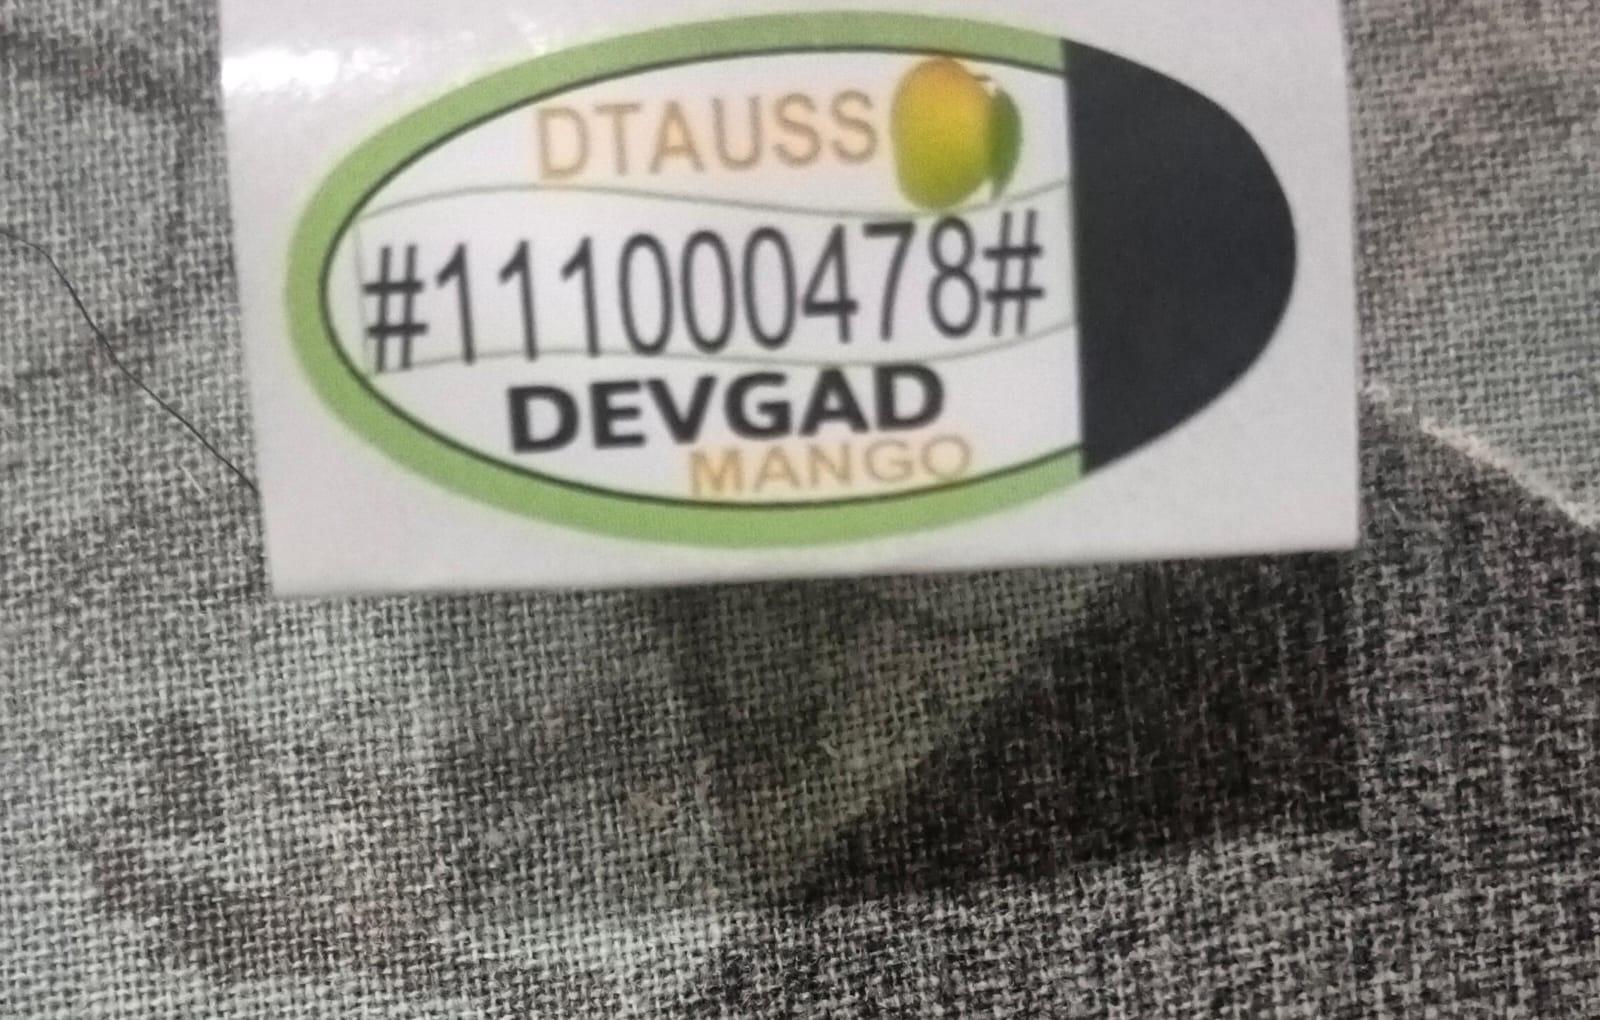 DTAUSS
#111000478#
DEVGAD
MANGO